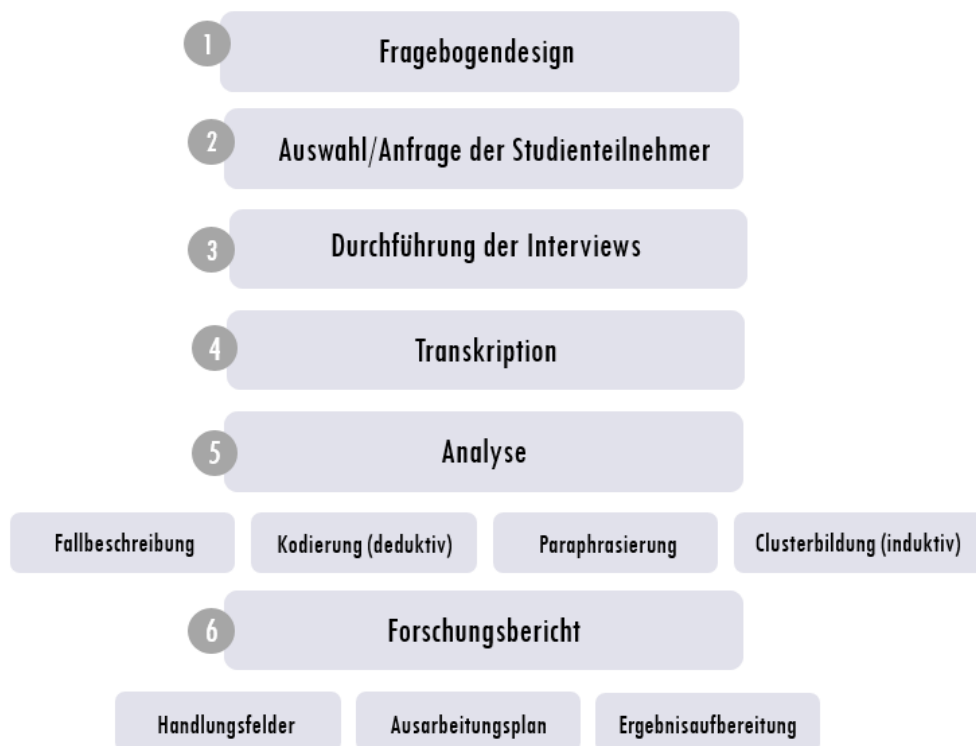 1
Fragebogendesign
2
Auswahl/Anfrage der Studienteilnehmer
3
Durchführung der Interviews
4
Transkription
5
Analyse
Fallbeschreibung
Kodierung (deduktiv)
Paraphrasierung
Clusterbildung (induktiv)
6
Forschungsbericht
Handlungsfelder
Ausarbeitungsplan
Ergebnisaufbereitung